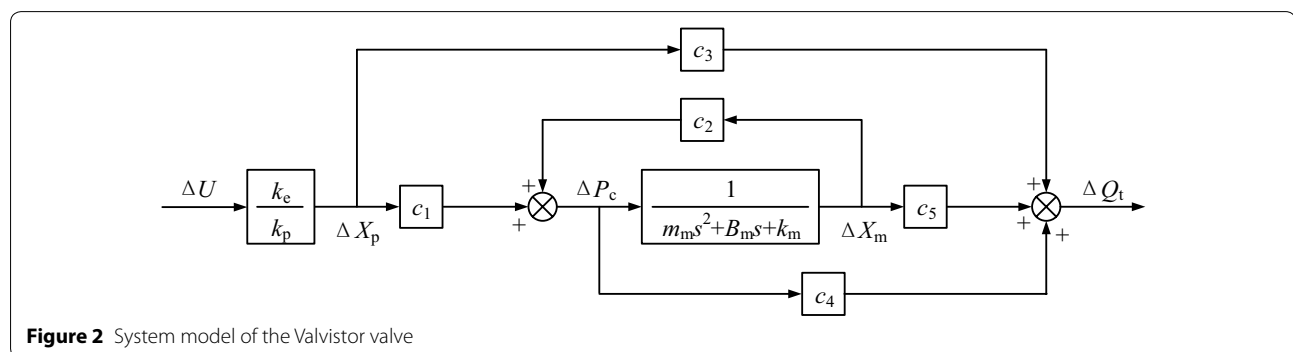 c₃
c₂
ΔU
kₑ
kₚ
ΔXₚ
c₁
+
+
ΔP_c
1
mₘs²+Bₘs+kₘ
ΔXₘ
c₅
+
+
+
ΔQₜ
c₄
Figure 2 System model of the Valvistor valve